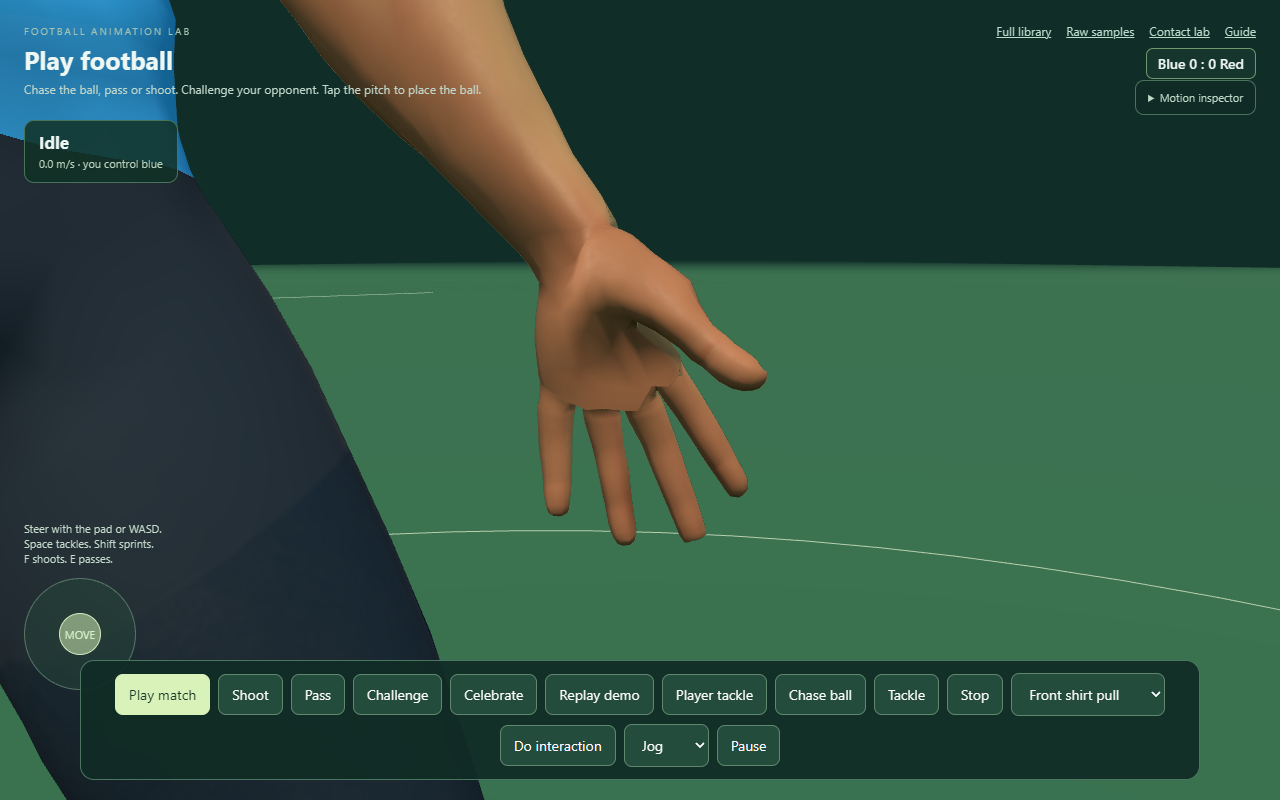 FOOTBALL ANIMATION LAB
Play football
Chase the ball, pass or shoot. Challenge your opponent. Tap the pitch to place the ball.
Full library Raw samples Contact lab Guide
Blue 0 : 0 Red
▶ Motion inspector
Idle
0.0 m/s · you control blue
Steer with the pad or WASD.
Space tackles. Shift sprints.
F shoots. E passes.
MOVE
Play match Shoot Pass Challenge Celebrate Replay demo Player tackle Chase ball Tackle Stop Front shirt pull
Do interaction Jog Pause